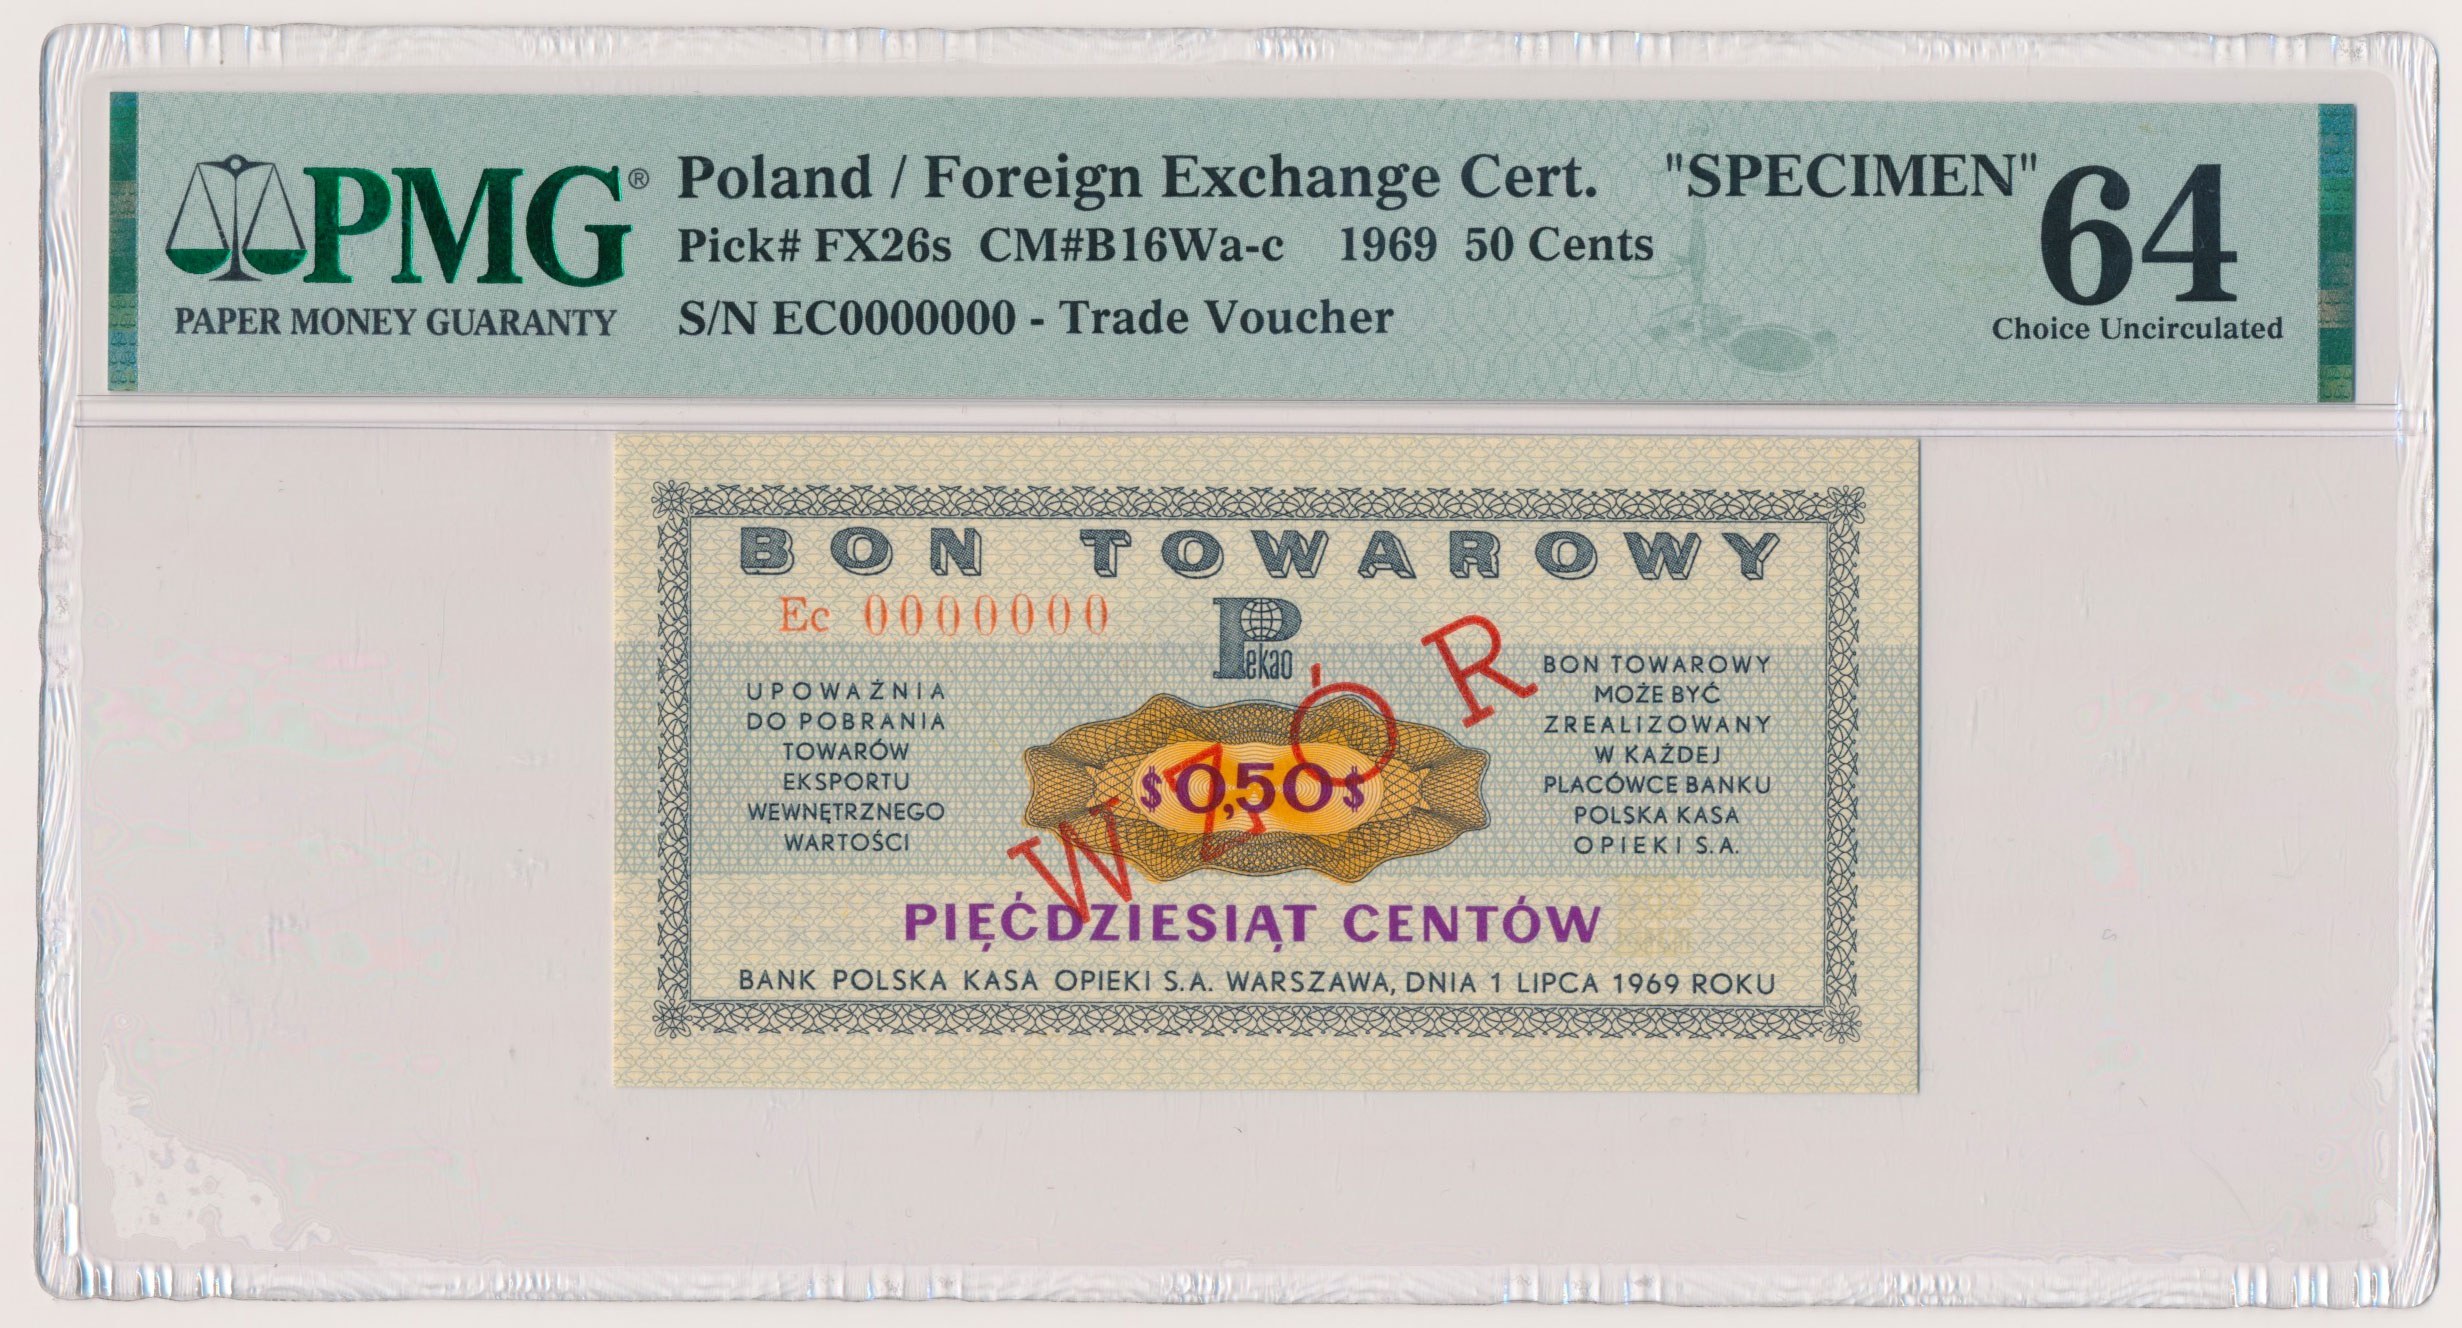 PMG®
PAPER MONEY GUARANTY
Poland / Foreign Exchange Cert. "SPECIMEN"
Pick# FX26s CM#B16Wa-c 1969 50 Cents
S/N EC0000000 - Trade Voucher
64
Choice Uncirculated
BON TOWAROWY
Ec 0000000
Pekao
UPOWAŻNIA
DO POBRANIA
TOWARÓW
EKSPORTU
WEWNĘTRZNEGO
WARTOŚCI
BON TOWAROWY
MOŻE BYĆ
ZREALIZOWANY
W KAŻDEJ
PLACÓWCE BANKU
POLSKA KASA
OPIEKI S.A.
$0,50$
WZÓR
PIĘĆDZIESIĄT CENTÓW
BANK POLSKA KASA OPIEKI S.A. WARSZAWA, DNIA 1 LIPCA 1969 ROKU